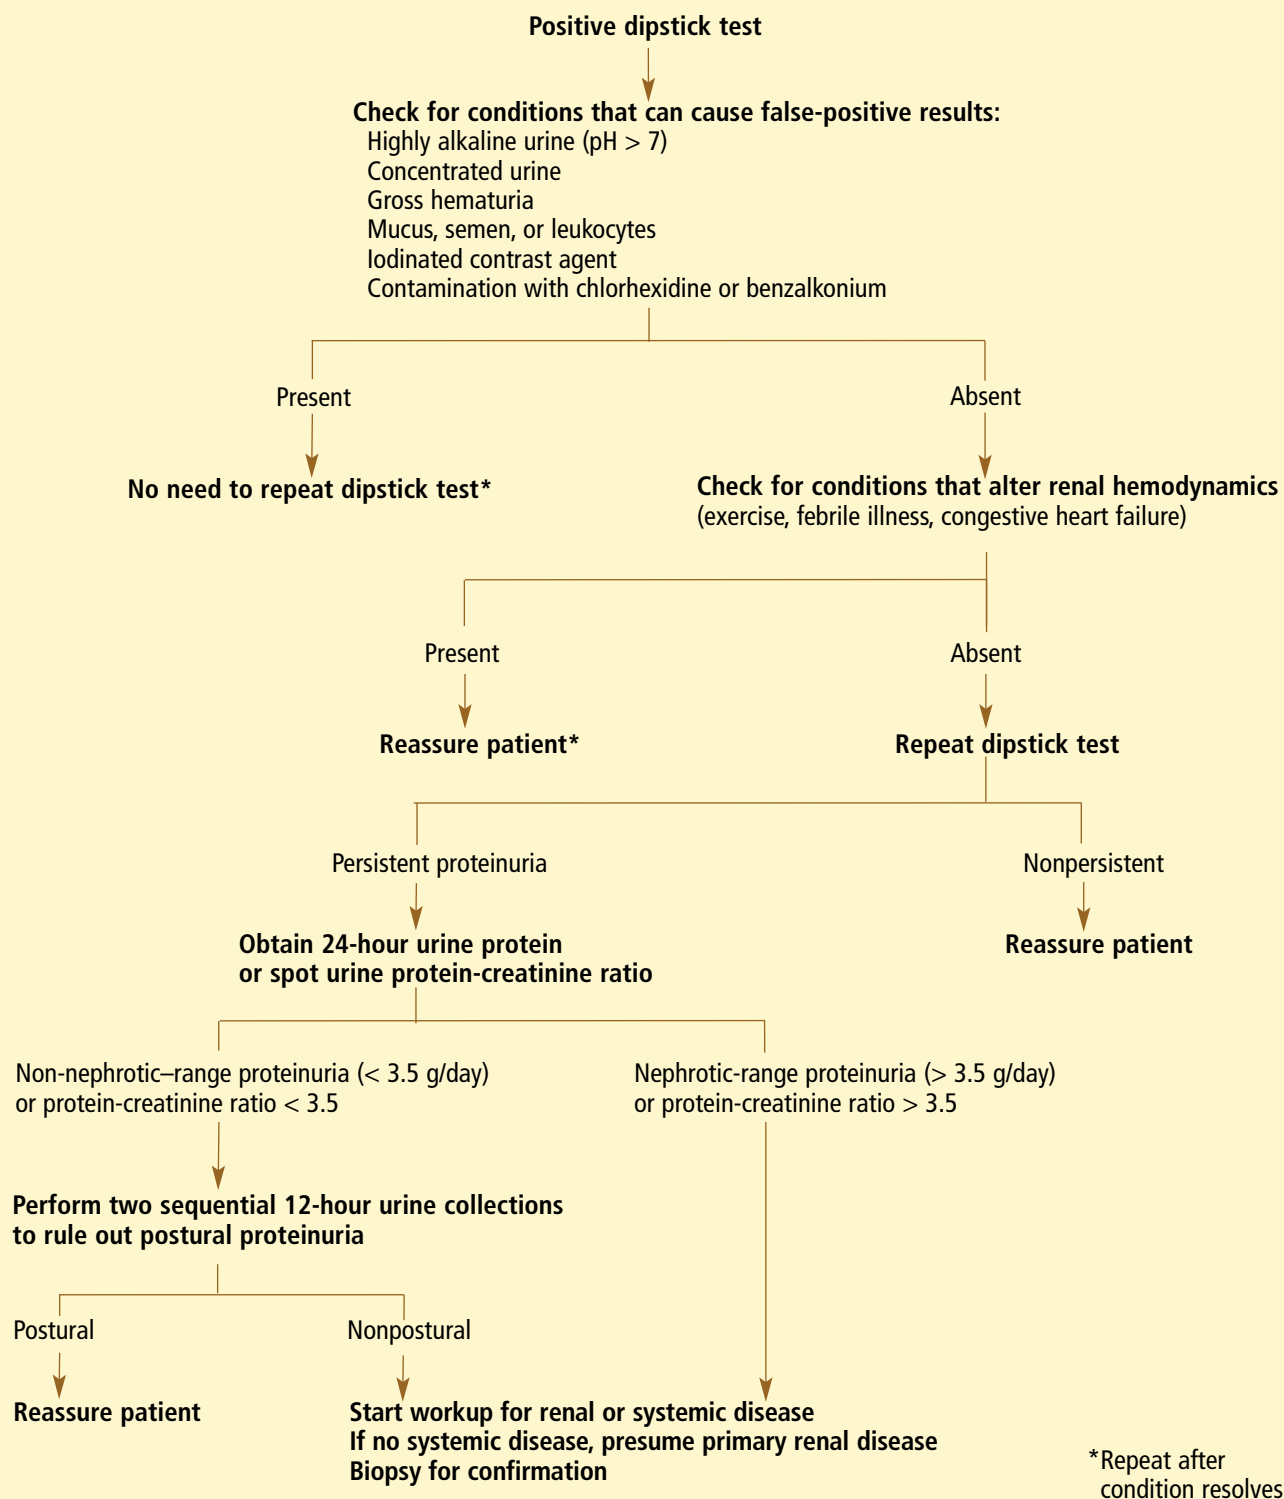 Positive dipstick test
Check for conditions that can cause false-positive results:
Highly alkaline urine (pH > 7)
Concentrated urine
Gross hematuria
Mucus, semen, or leukocytes
Iodinated contrast agent
Contamination with chlorhexidine or benzalkonium
Present
Absent
No need to repeat dipstick test*
Check for conditions that alter renal hemodynamics
(exercise, febrile illness, congestive heart failure)
Present
Absent
Reassure patient*
Repeat dipstick test
Persistent proteinuria
Nonpersistent
Obtain 24-hour urine protein
or spot urine protein-creatinine ratio
Reassure patient
Non-nephrotic–range proteinuria (< 3.5 g/day)
or protein-creatinine ratio < 3.5
Nephrotic-range proteinuria (> 3.5 g/day)
or protein-creatinine ratio > 3.5
Perform two sequential 12-hour urine collections
to rule out postural proteinuria
Postural
Nonpostural
Reassure patient
Start workup for renal or systemic disease
If no systemic disease, presume primary renal disease
Biopsy for confirmation
*Repeat after
condition resolves